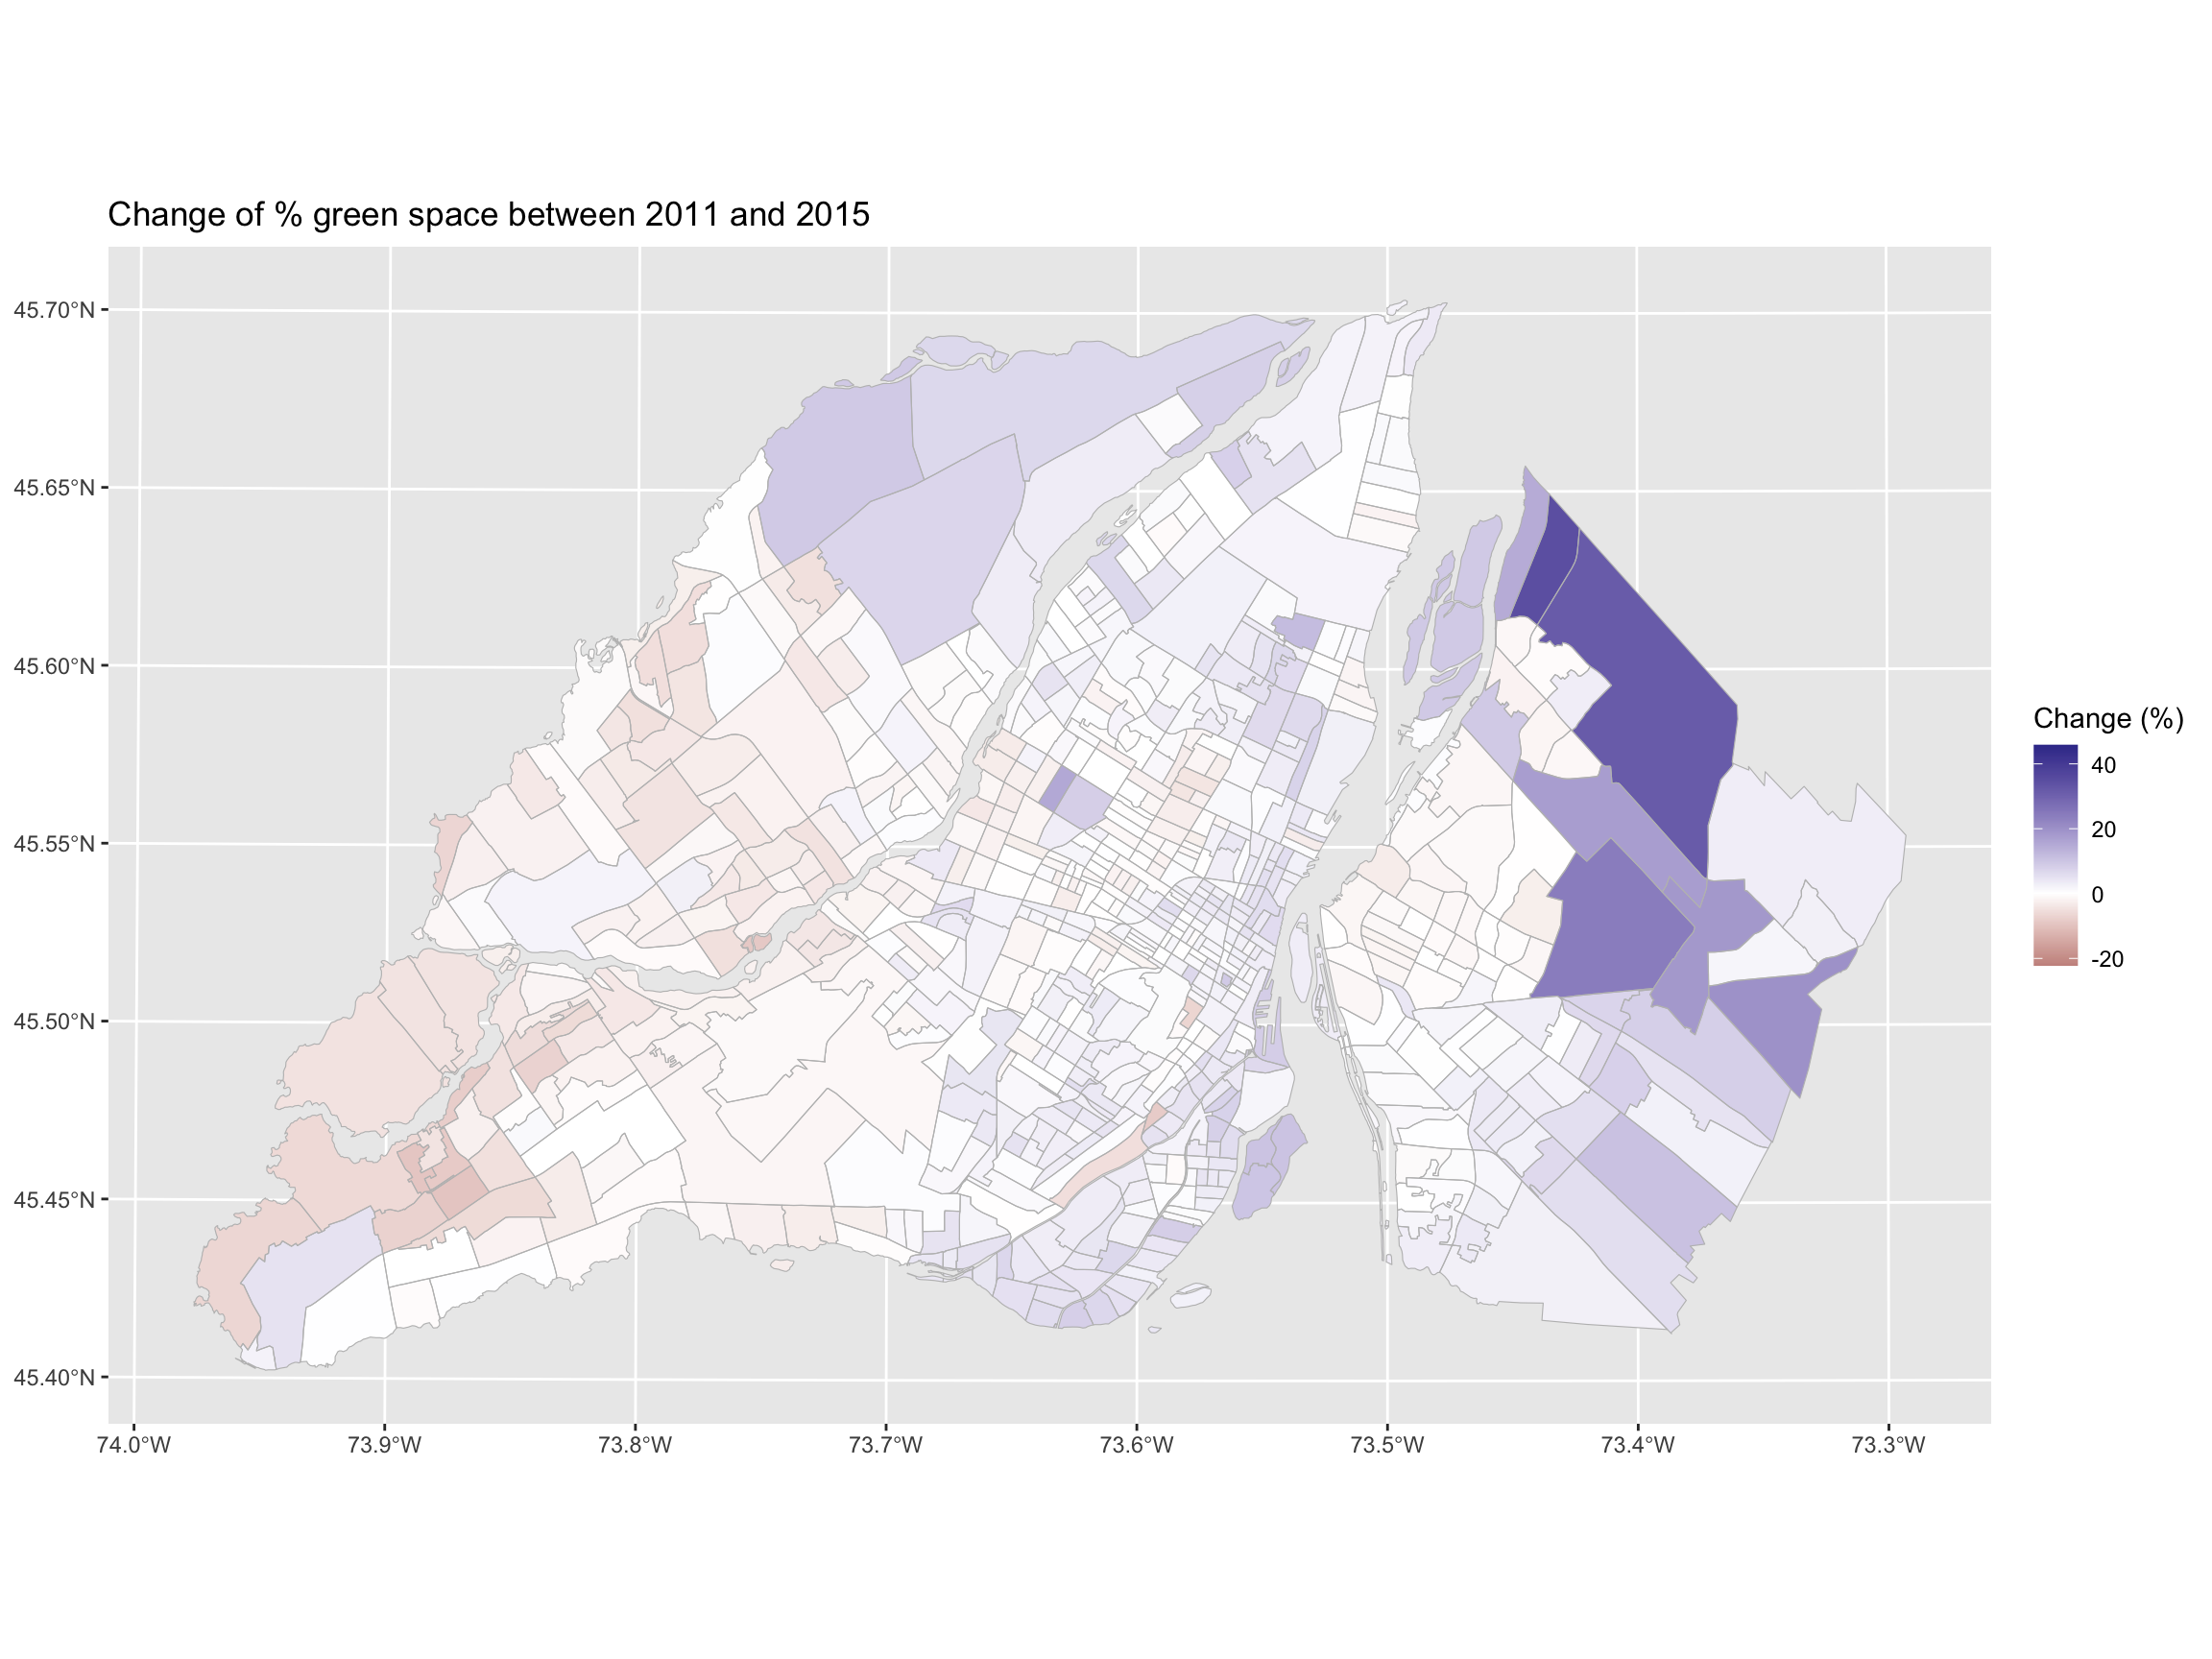 Change of % green space between 2011 and 2015
45.70°N
45.65°N
45.60°N
45.55°N
45.50°N
45.45°N
45.40°N
74.0°W 73.9°W 73.8°W 73.7°W 73.6°W 73.5°W 73.4°W 73.3°W
Change (%)
40
20
0
-20